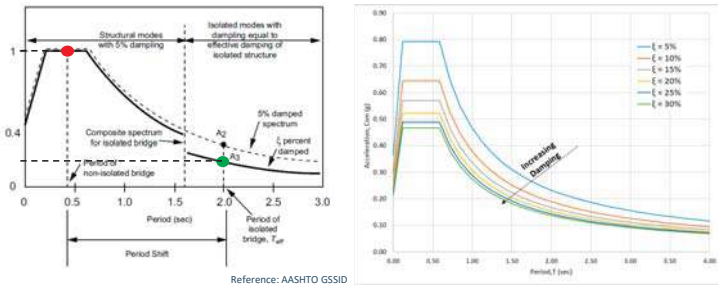 Structural modes
with 5% damping
Isolated modes with
damping equal to
effective damping of
isolated structure
1
0.4
0
Composite spectrum
for isolated bridge
5%
damped
spectrum
A2
A3
ξ percent
damped
Period of
non-isolated bridge
0
0.5
1.0
1.5
2.0
2.5
3.0
Period (sec)
Period of
isolated
bridge, Teff
Period Shift
Reference: AASHTO GSSID
Acceleration, Csm (g)
0.90
0.80
0.70
0.60
0.50
0.40
0.30
0.20
0.10
0.00
ξ = 5%
ξ = 10%
ξ = 15%
ξ = 20%
ξ = 25%
ξ = 30%
Increasing
Damping
0.00
0.50
1.00
1.50
2.00
2.50
3.00
3.50
4.00
Period,T (sec)